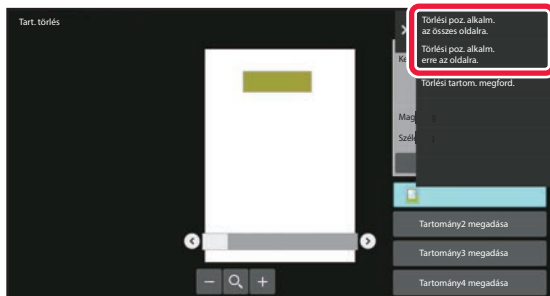 Tart. törlés
Törlési poz. alkalm.
az összes oldalra.
Törlési poz. alkalm.
erre az oldalra.
Törlési tartom. megford.
Tartomány2 megadása
Tartomány3 megadása
Tartomány4 megadása